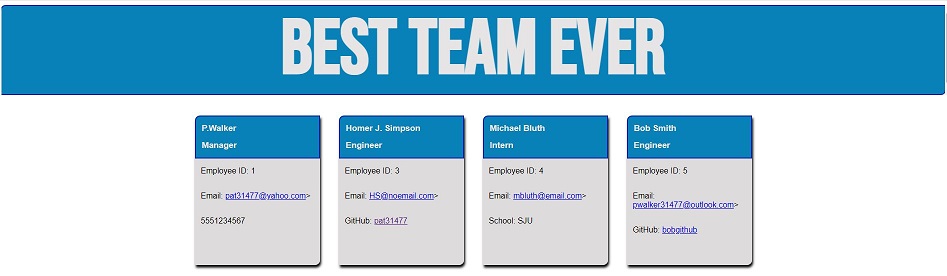 BEST TEAM EVER
P.Walker
Manager
Employee ID: 1
Email: pat31477@yahoo.com>
5551234567
Homer J. Simpson
Engineer
Employee ID: 3
Email: HS@noemail.com>
GitHub: pat31477
Michael Bluth
Intern
Employee ID: 4
Email: mbluth@email.com>
School: SJU
Bob Smith
Engineer
Employee ID: 5
Email:
pwalker31477@outlook.com>
GitHub: bobgithub